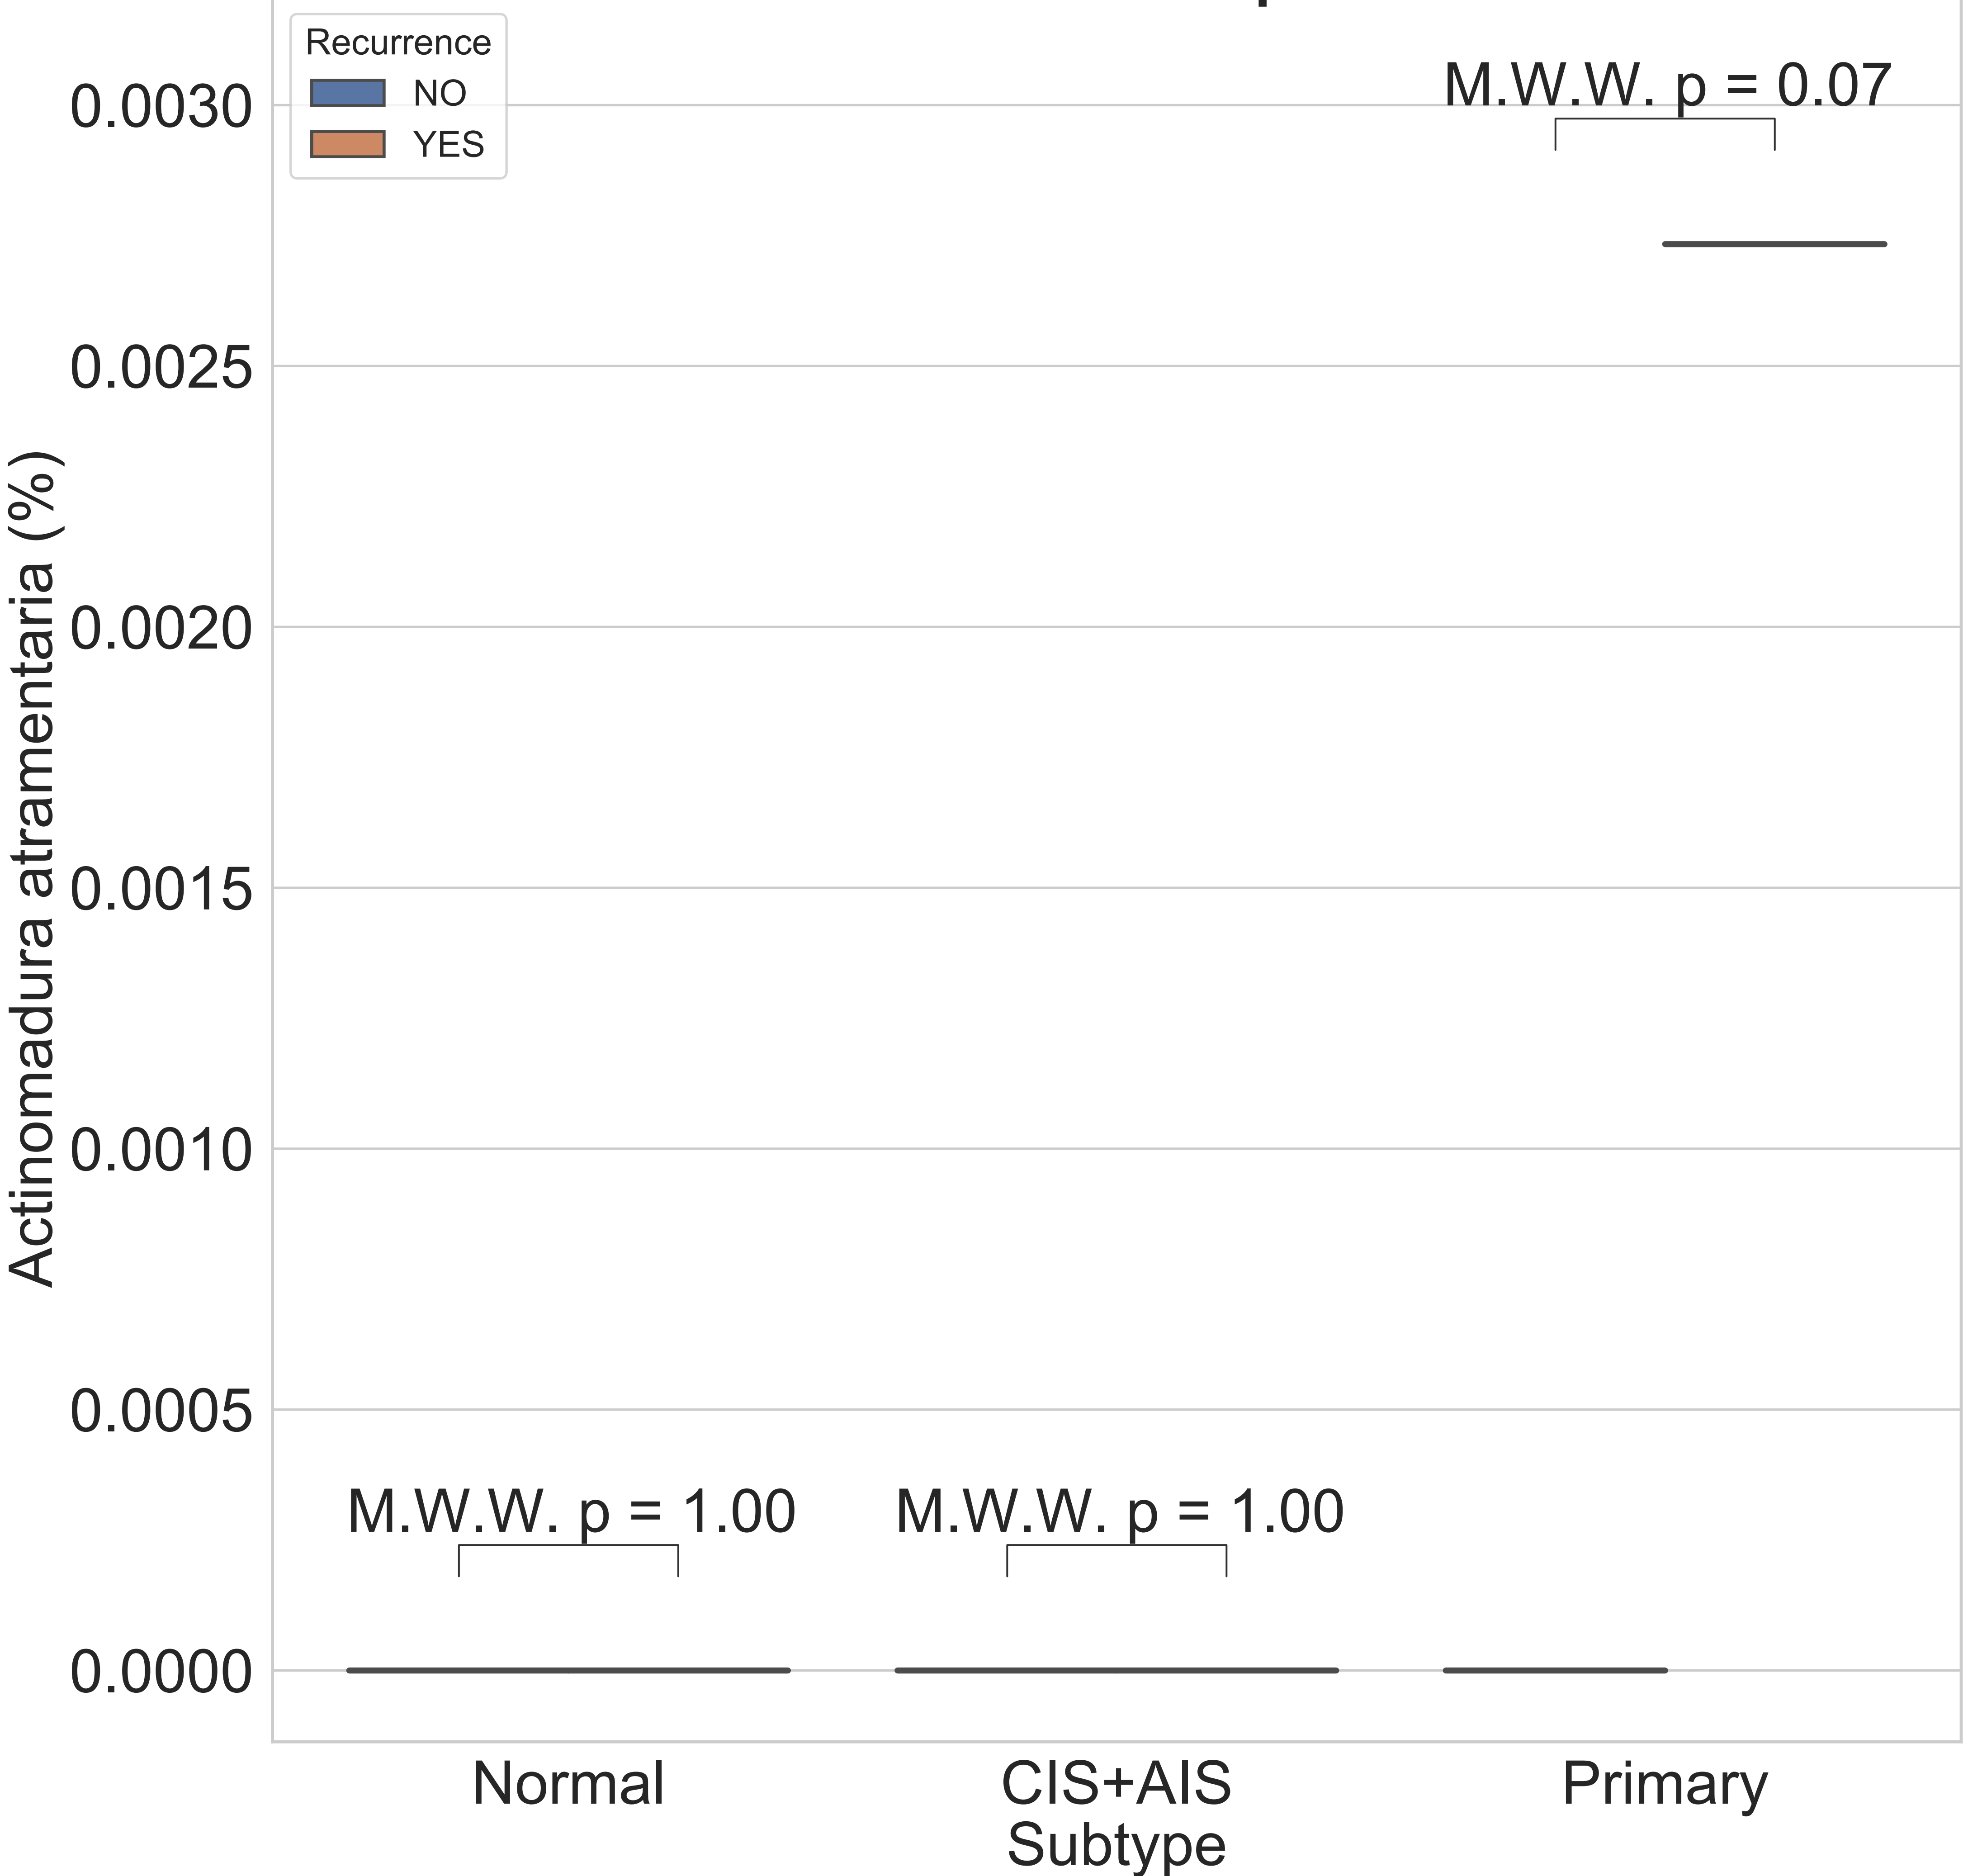 Recurrence
NO
YES
M.W.W. p = 0.07
0.0030
0.0025
0.0020
0.0015
0.0010
0.0005
0.0000
Actinomadura atramentaria (%)
M.W.W. p = 1.00
M.W.W. p = 1.00
Normal
CIS+AIS
Primary
Subtype